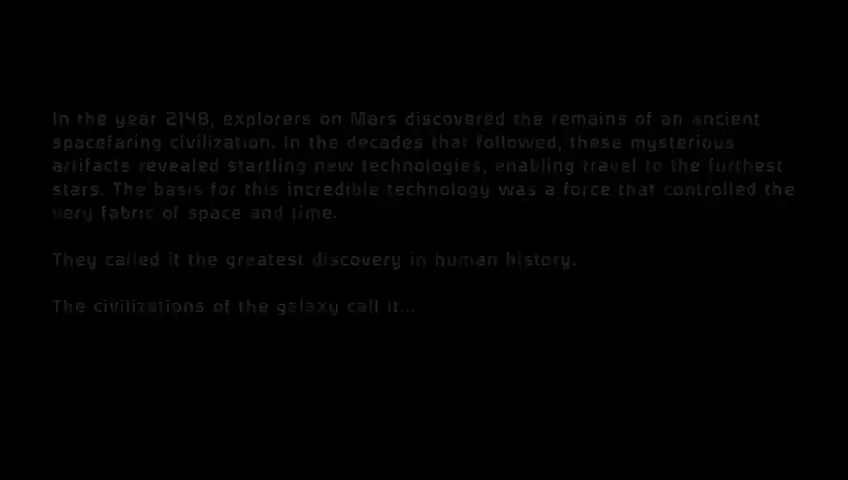 In the year 2148, explorers on Mars discovered the remains of an ancient
spacefaring civilization. In the decades that followed, these mysterious
artifacts revealed startling new technologies, enabling travel to the furthest
stars. The basis for this incredible technology was a force that controlled the
very fabric of space and time.
They called it the greatest discovery in human history.
The civilizations of the galaxy call it...